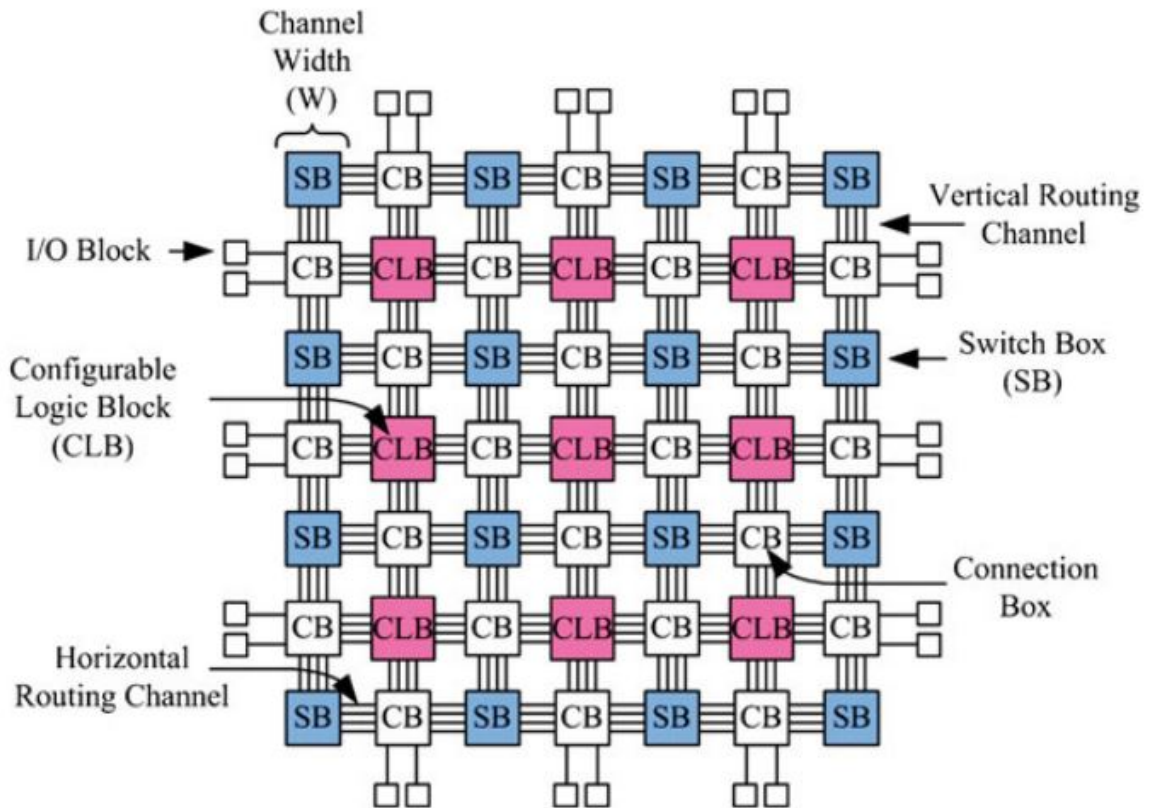 Channel
Width
(W)
SB CB SB CB SB CB SB
Vertical Routing
Channel
I/O Block
CB CLB CB CLB CB CLB CB
SB CB SB CB SB CB SB
Switch Box
(SB)
Configurable
Logic Block
(CLB)
CB CLB CB CLB CB CLB CB
SB CB SB CB SB CB SB
Connection
Box
CB CLB CB CLB CB CLB CB
Horizontal
Routing Channel
SB CB SB CB SB CB SB